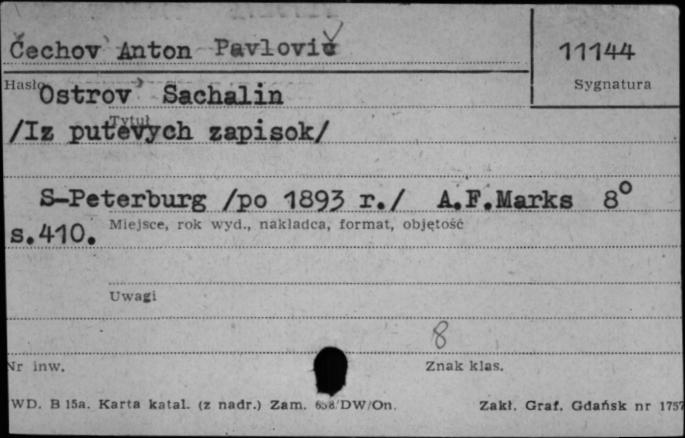 Čechov Anton Pavlovič 11144
Hasło Sygnatura
Ostrov Sachalin
Tytuł
/Iz putevych zapisok/
S-Peterburg /po 1893 r./ A.F.Marks 8°
s.410.
Miejsce, rok wyd., nakładca, format, objętość
Uwagi
8
Nr inw. Znak klas.
WD. B 15a. Karta katal. (z nadr.) Zam. DW/On. Zakł. Graf. Gdańsk nr 1757